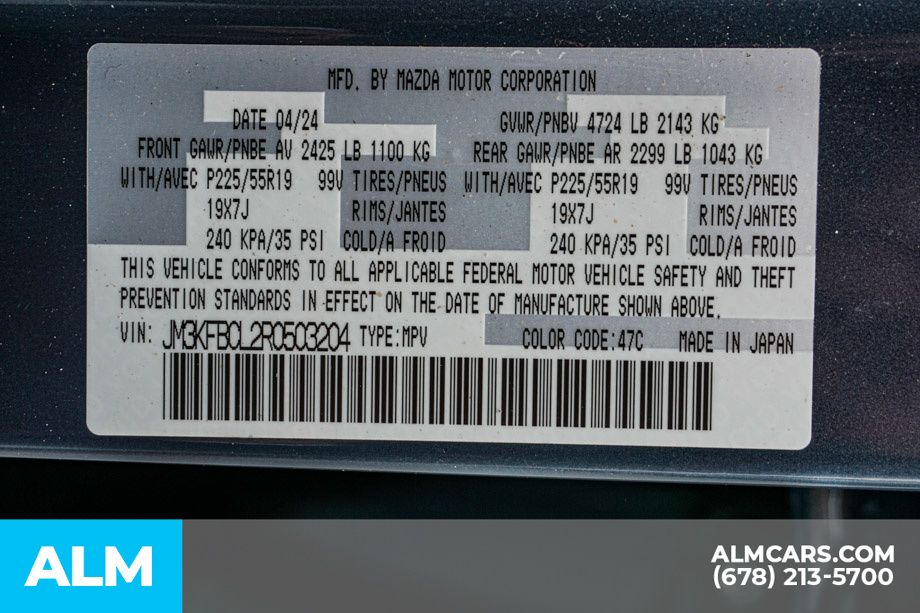 MFD. BY MAZDA MOTOR CORPORATION
DATE 04/24 GVWR/PNBV 4724 LB 2143 KG
FRONT GAWR/PNBE AV 2425 LB 1100 KG REAR GAWR/PNBE AR 2299 LB 1043 KG
WITH/AVEC P225/55R19 99V TIRES/PNEUS WITH/AVEC P225/55R19 99V TIRES/PNEUS
19X7J RIMS/JANTES 19X7J RIMS/JANTES
240 KPA/35 PSI COLD/A FROID 240 KPA/35 PSI COLD/A FROID
THIS VEHICLE CONFORMS TO ALL APPLICABLE FEDERAL MOTOR VEHICLE SAFETY AND THEFT
PREVENTION STANDARDS IN EFFECT ON THE DATE OF MANUFACTURE SHOWN ABOVE.
VIN: JM3KFBCL2R0503204 TYPE:MPV COLOR CODE:47C MADE IN JAPAN
ALM
ALMCARS.COM
(678) 213-5700